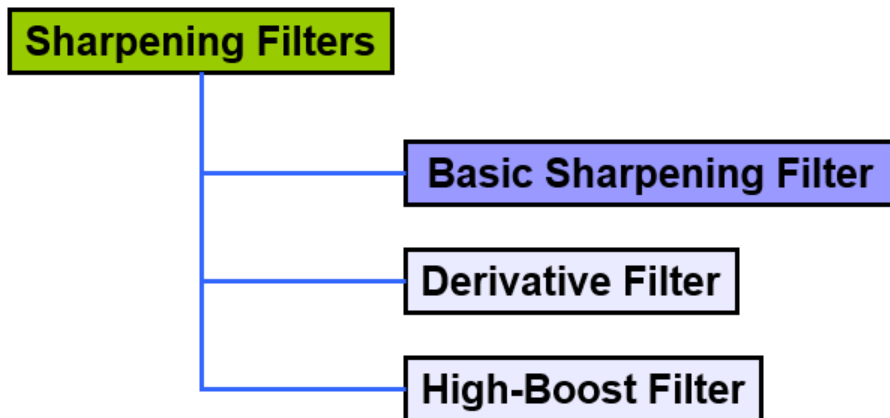 Sharpening Filters
Basic Sharpening Filter
Derivative Filter
High-Boost Filter